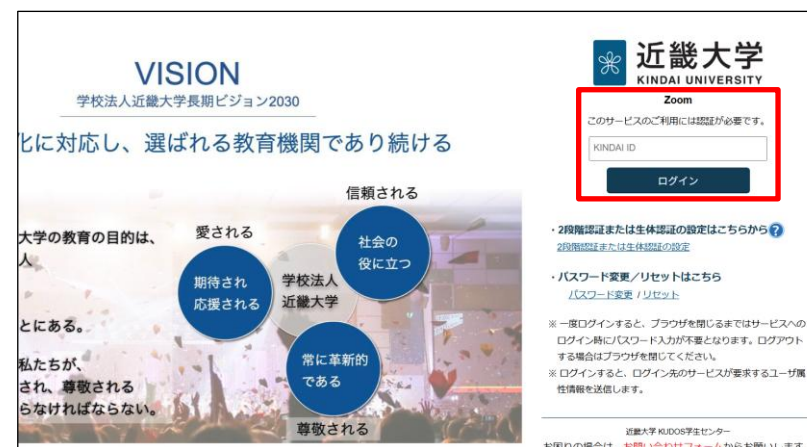 VISION
学校法人近畿大学長期ビジョン2030
化に対応し、選ばれる教育機関であり続ける
大学の教育の目的は、
人
とにある。
私たちが、
され、尊敬される
らなければならない。
愛される
期待され
応援される
信頼される
社会の
役に立つ
学校法人
近畿大学
常に革新的
である
尊敬される
近畿大学
KINDAI UNIVERSITY
Zoom
このサービスのご利用には認証が必要です。
KINDAI ID
ログイン
・2段階認証または生体認証の設定はこちらから?
2段階認証または生体認証の設定
・パスワード変更/リセットはこちら
パスワード変更 / リセット
※ 一度ログインすると、ブラウザを閉じるまではサービスへの
ログイン時にパスワード入力が不要となります。ログアウト
する場合はブラウザを閉じてください。
※ ログインすると、ログイン先のサービスが要求するユーザ属
性情報を送信します。
近畿大学 KUDOS学生センター
お困りの場合は、お問い合わせフォームからお願いします